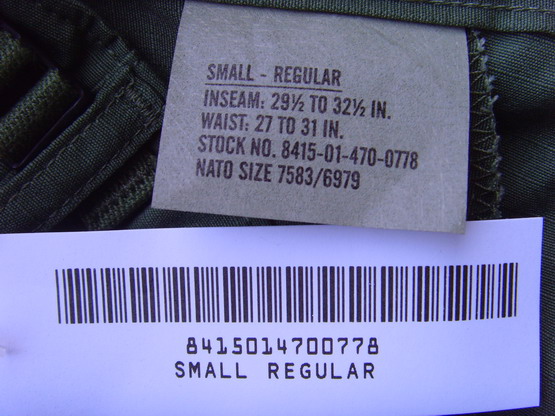 SMALL - REGULAR
INSEAM: 29½ TO 32½ IN.
WAIST: 27 TO 31 IN.
STOCK NO. 8415-01-470-0778
NATO SIZE 7583/6979
8415014700778
SMALL REGULAR